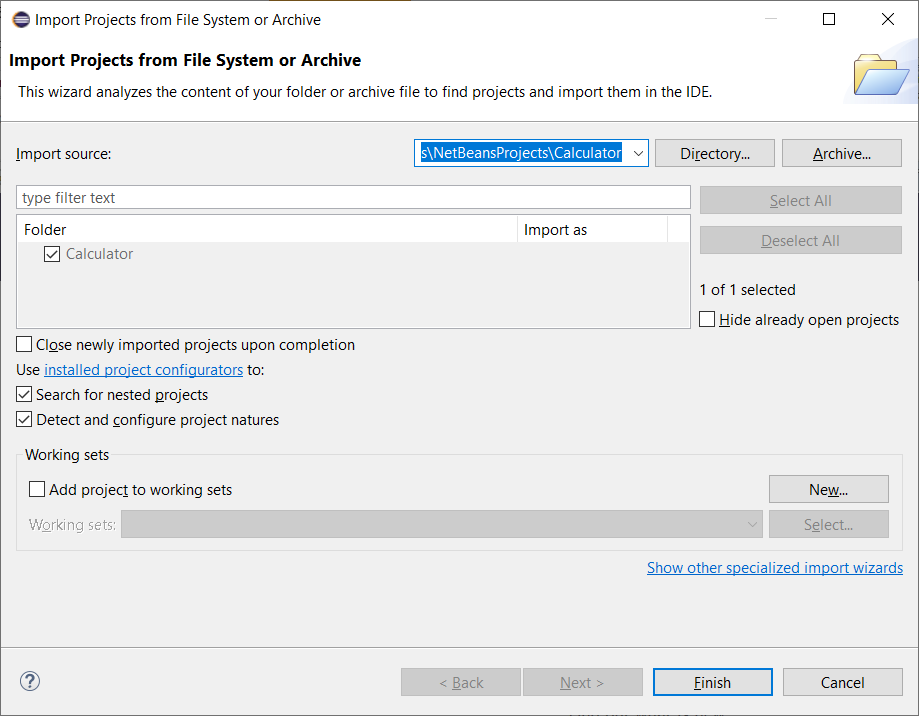 Import Projects from File System or Archive
Import Projects from File System or Archive
This wizard analyzes the content of your folder or archive file to find projects and import them in the IDE.
Import source: s\NetBeansProjects\Calculator Directory... Archive...
type filter text Select All
Folder Import as
Deselect All
Calculator
1 of 1 selected
Hide already open projects
Close newly imported projects upon completion
Use installed project configurators to:
Search for nested projects
Detect and configure project natures
Working sets
Add project to working sets New...
Working sets: Select...
Show other specialized import wizards
? < Back Next > Finish Cancel